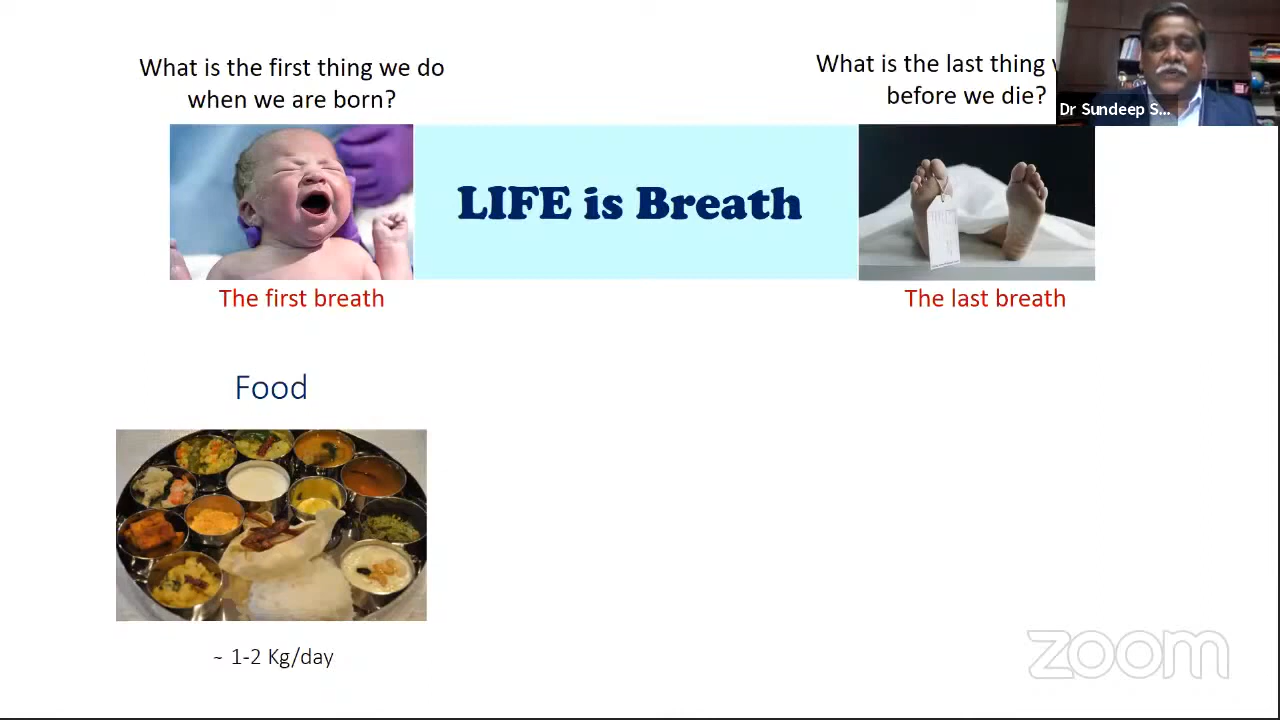 What is the first thing we do
when we are born?
What is the last thing
before we die?
Dr Sundeep S...
LIFE is Breath
The first breath
The last breath
Food
~ 1-2 Kg/day
zoom